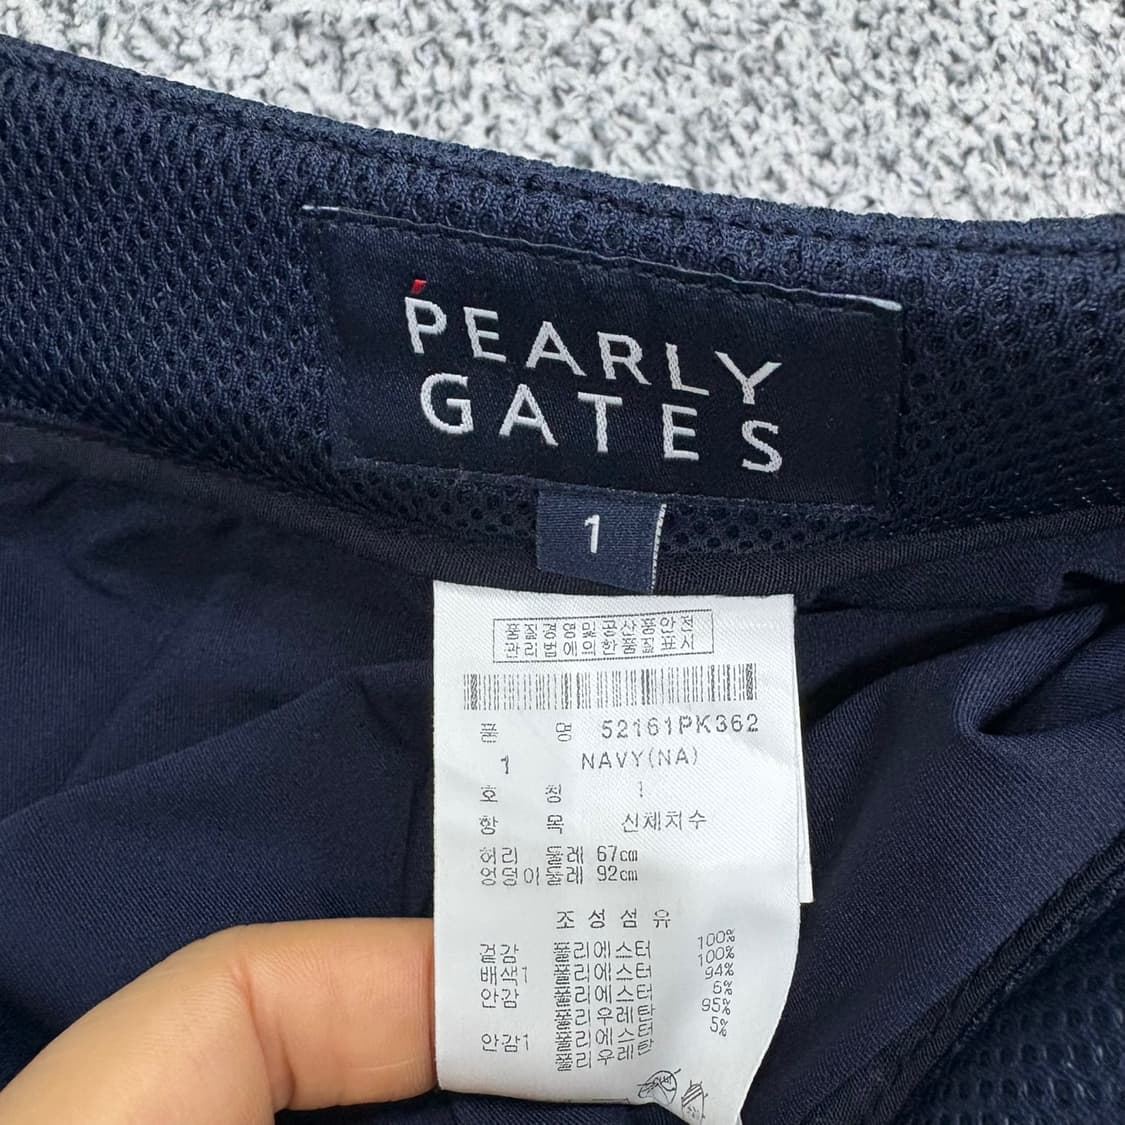 PEARLY
GATES
1
품질경영및공산품안전
관리법에의한품질표시
품 명 52161PK362
1 NAVY(NA)
호 칭 1
항 목 신체치수
허리 둘레 67cm
엉덩이둘레 92cm
조성섬유
겉감 폴리에스터 100%
배색1 폴리에스터 100%
안감 폴리에스터 94%
폴리우레탄 6%
안감1 폴리에스터 95%
폴리우레탄 5%